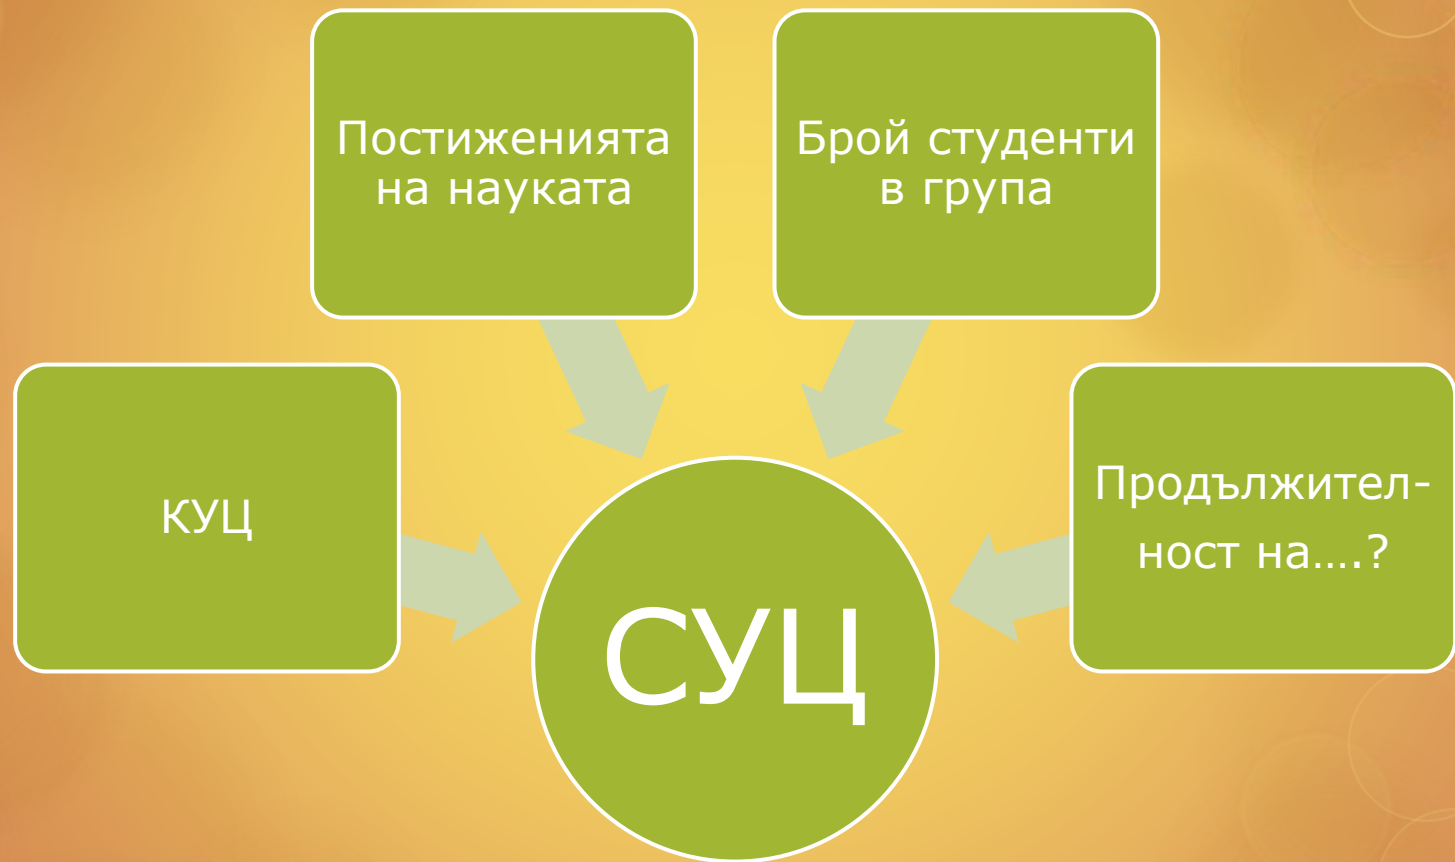 Постиженията
на науката
Брой студенти
в група
КУЦ
Продължител-
ност на....?
СУЦ